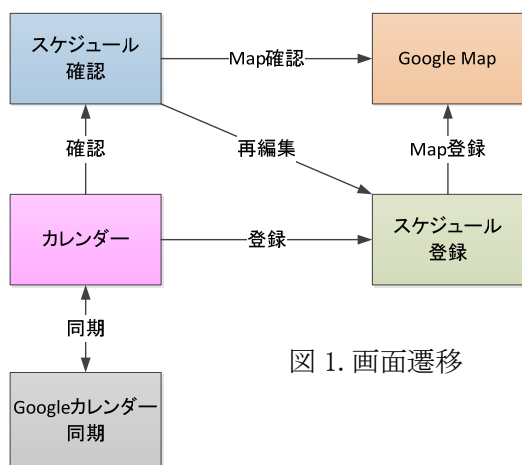 スケジュール
確認
Map確認
Google Map
確認
再編集
Map登録
カレンダー
登録
スケジュール
登録
同期
図 1. 画面遷移
Googleカレンダー
同期